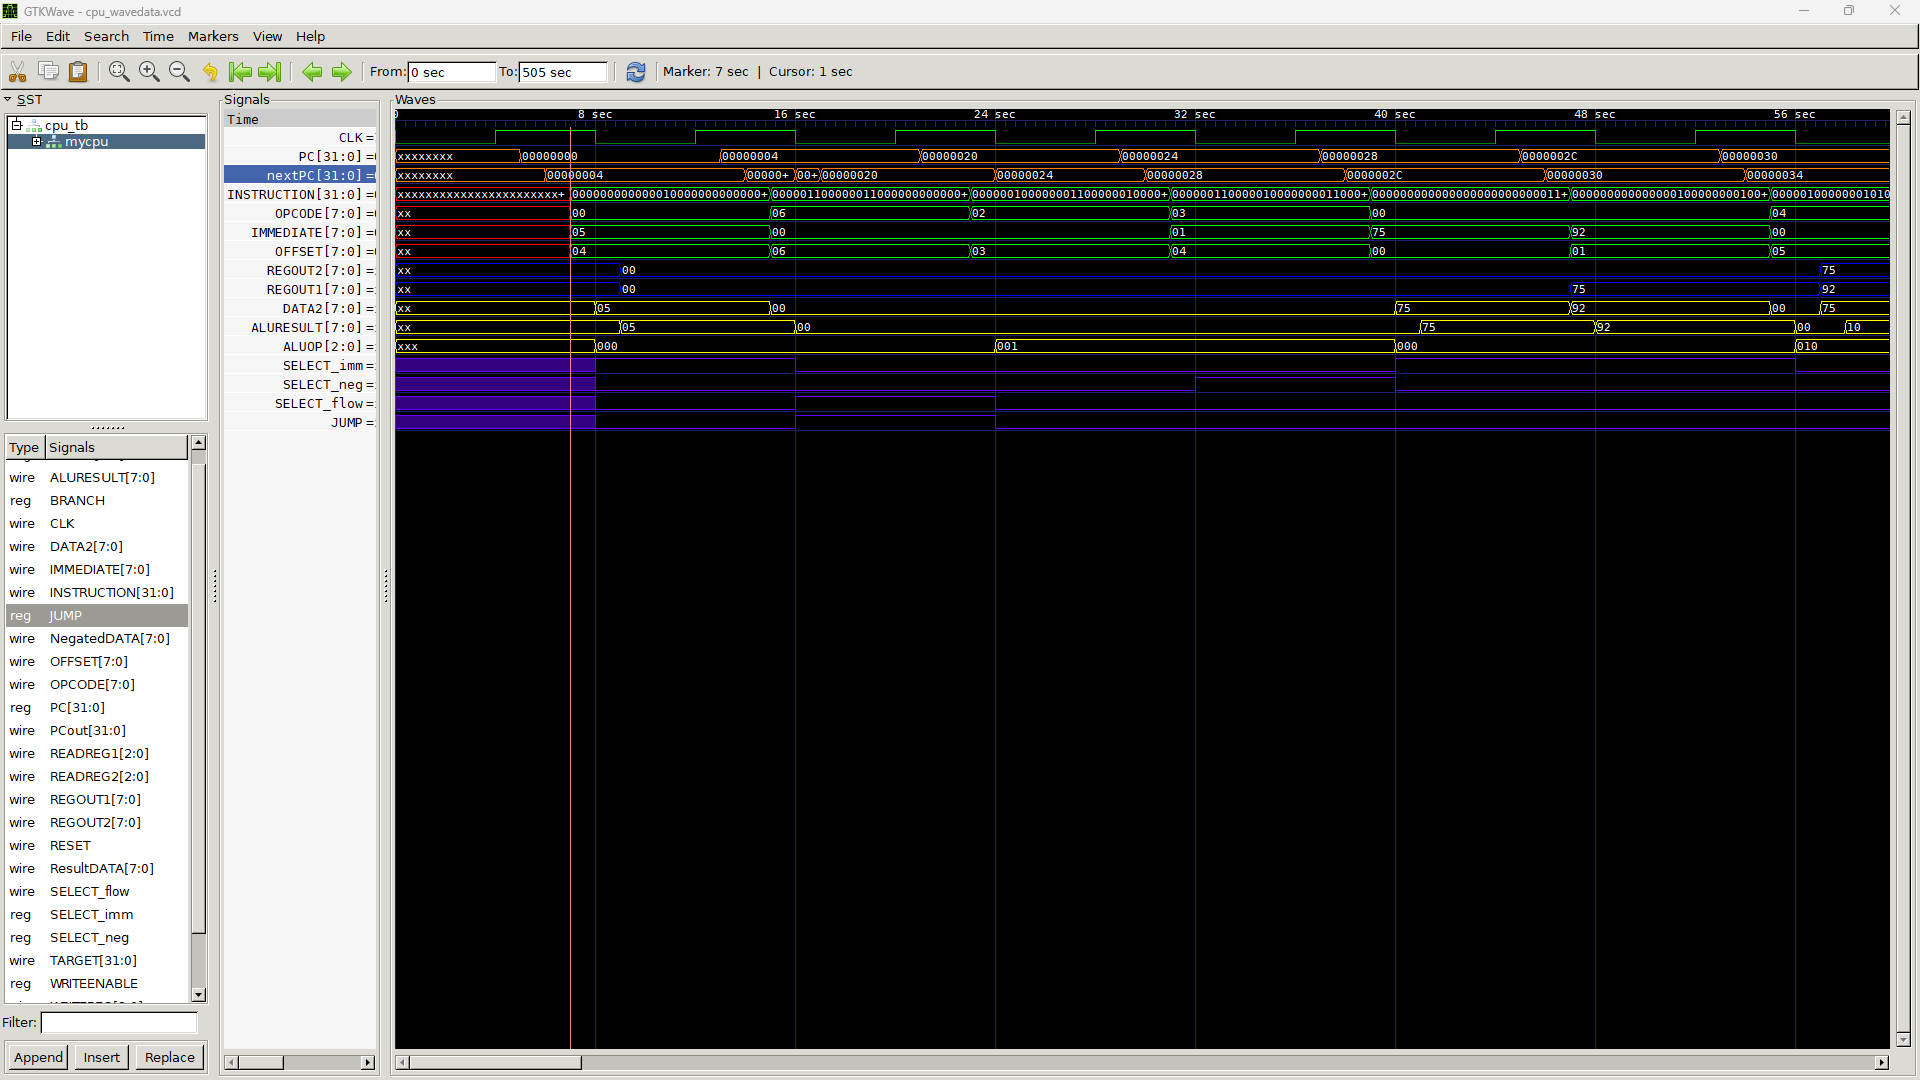 GTKWave - cpu_wavedata.vcd
File Edit Search Time Markers View Help
From: 0 sec To: 505 sec Marker: 7 sec | Cursor: 1 sec
SST
cpu_tb
mycpu
Type Signals
wire ALURESULT[7:0]
reg BRANCH
wire CLK
wire DATA2[7:0]
wire IMMEDIATE[7:0]
wire INSTRUCTION[31:0]
reg JUMP
wire NegatedDATA[7:0]
wire OFFSET[7:0]
wire OPCODE[7:0]
reg PC[31:0]
wire PCout[31:0]
wire READREG1[2:0]
wire READREG2[2:0]
wire REGOUT1[7:0]
wire REGOUT2[7:0]
wire RESET
wire ResultDATA[7:0]
wire SELECT_flow
reg SELECT_imm
reg SELECT_neg
wire TARGET[31:0]
reg WRITEENABLE
Filter:
Append Insert Replace
Signals
Time
CLK =
PC[31:0] =
nextPC[31:0] =
INSTRUCTION[31:0] =
OPCODE[7:0] =
IMMEDIATE[7:0] =
OFFSET[7:0] =
REGOUT2[7:0] =
REGOUT1[7:0] =
DATA2[7:0] =
ALURESULT[7:0] =
ALUOP[2:0] =
SELECT_imm =
SELECT_neg =
SELECT_flow =
JUMP =
Waves
8 sec 16 sec 24 sec 32 sec 40 sec 48 sec 56 sec
xxxxxxxx 00000000 00000004 00000020 00000024 00000028 0000002C 00000030
xxxxxxxx 00000004 00000+ 00+ 00000020 00000024 00000028 0000002C 00000030 00000034
xx 00 06 02 03 00 04
xx 05 00 01 75 92 00
xx 04 06 03 04 00 01 05
xx 00 75
xx 00 75 92
xx 05 00 75 92 00 75
xx 05 00 75 92 00 10
xxx 000 001 000 010